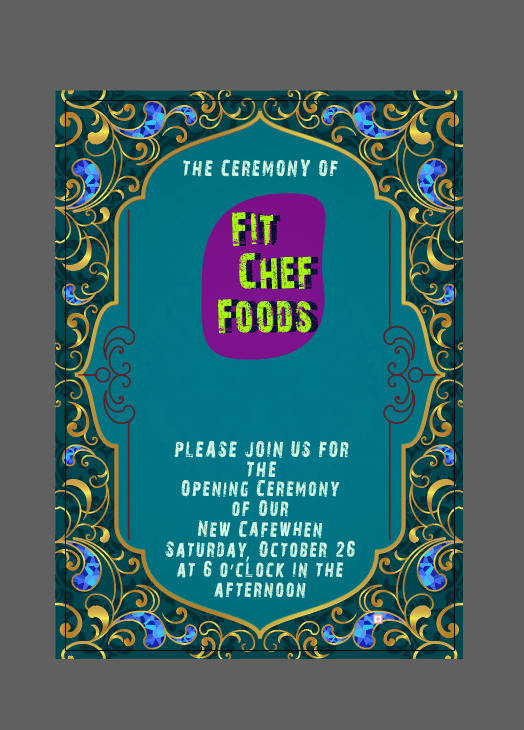 THE CEREMONY OF
FIT
CHEF
FOODS
PLEASE JOIN US FOR
THE
OPENING CEREMONY
OF OUR
NEW CAFEWHEN
SATURDAY, OCTOBER 26
AT 6 O'CLOCK IN THE
AFTERNOON